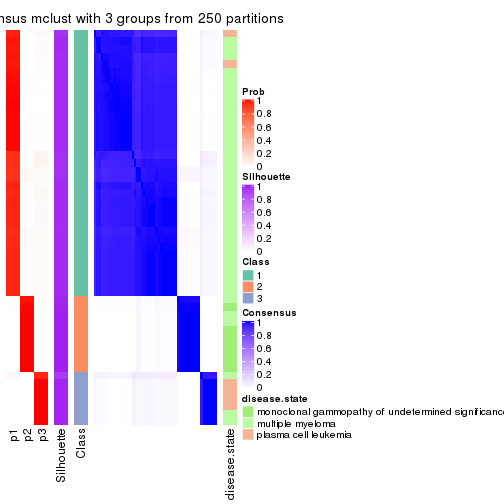 nsus mclust with 3 groups from 250 partitions
Prob
1
0.8
0.6
0.4
0.2
0
Silhouette
1
0.8
0.6
0.4
0.2
0
Class
1
2
3
Consensus
1
0.8
0.6
0.4
0.2
0
disease.state
monoclonal gammopathy of undetermined significance
multiple myeloma
plasma cell leukemia
p1
p2
p3
Silhouette
Class
disease.state